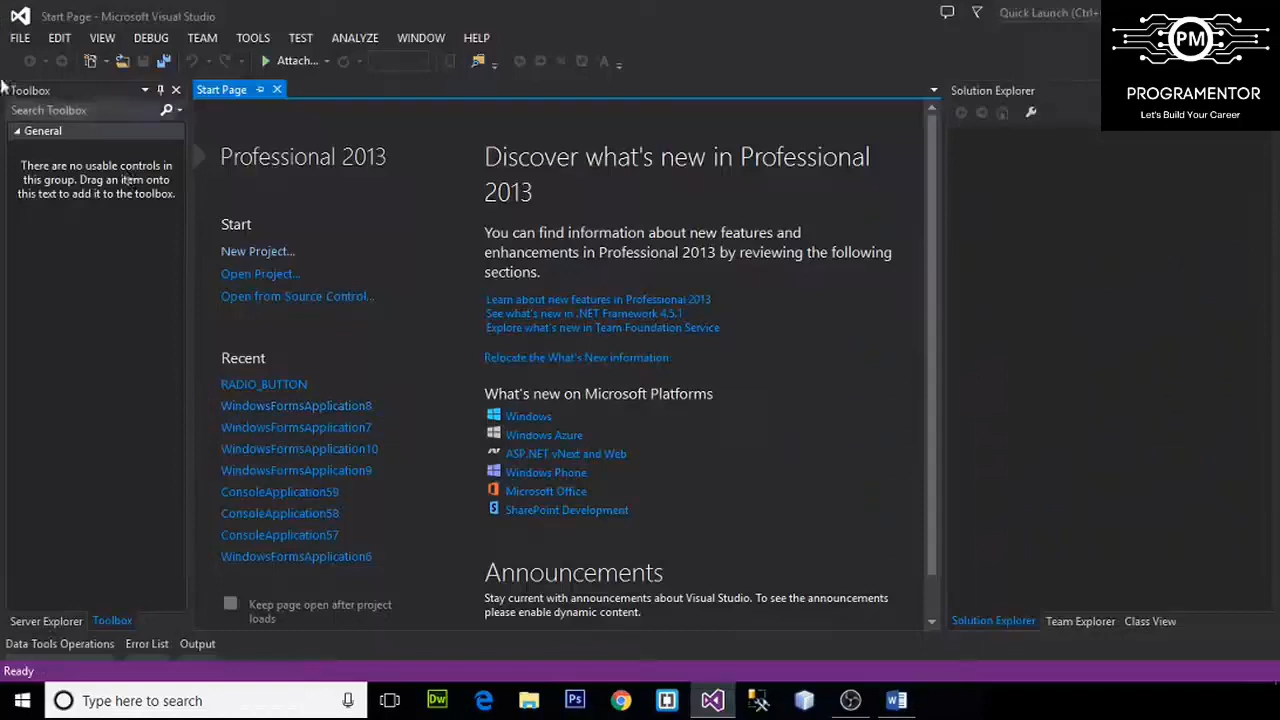 Start Page - Microsoft Visual Studio
Quick Launch (Ctrl+
FILE EDIT VIEW DEBUG TEAM TOOLS TEST ANALYZE WINDOW HELP
Attach...
PM
PROGRAMENTOR
Let's Build Your Career
Toolbox
Search Toolbox
General
There are no usable controls in
this group. Drag an item onto
this text to add it to the toolbox.
Server Explorer Toolbox
Start Page
Professional 2013
Start
New Project...
Open Project...
Open from Source Control...
Recent
RADIO_BUTTON
WindowsFormsApplication8
WindowsFormsApplication7
WindowsFormsApplication10
WindowsFormsApplication9
ConsoleApplication59
ConsoleApplication58
ConsoleApplication57
WindowsFormsApplication6
Keep page open after project
loads
Discover what's new in Professional
2013
You can find information about new features and
enhancements in Professional 2013 by reviewing the following
sections.
Learn about new features in Professional 2013
See what's new in .NET Framework 4.5.1
Explore what's new in Team Foundation Service
Relocate the What's New information
What's new on Microsoft Platforms
Windows
Windows Azure
ASP.NET vNext and Web
Windows Phone
Microsoft Office
SharePoint Development
Announcements
Stay current with announcements about Visual Studio. To see the announcements
please enable dynamic content.
Solution Explorer
Solution Explorer Team Explorer Class View
Data Tools Operations Error List Output
Ready
Type here to search
Dw
Ps